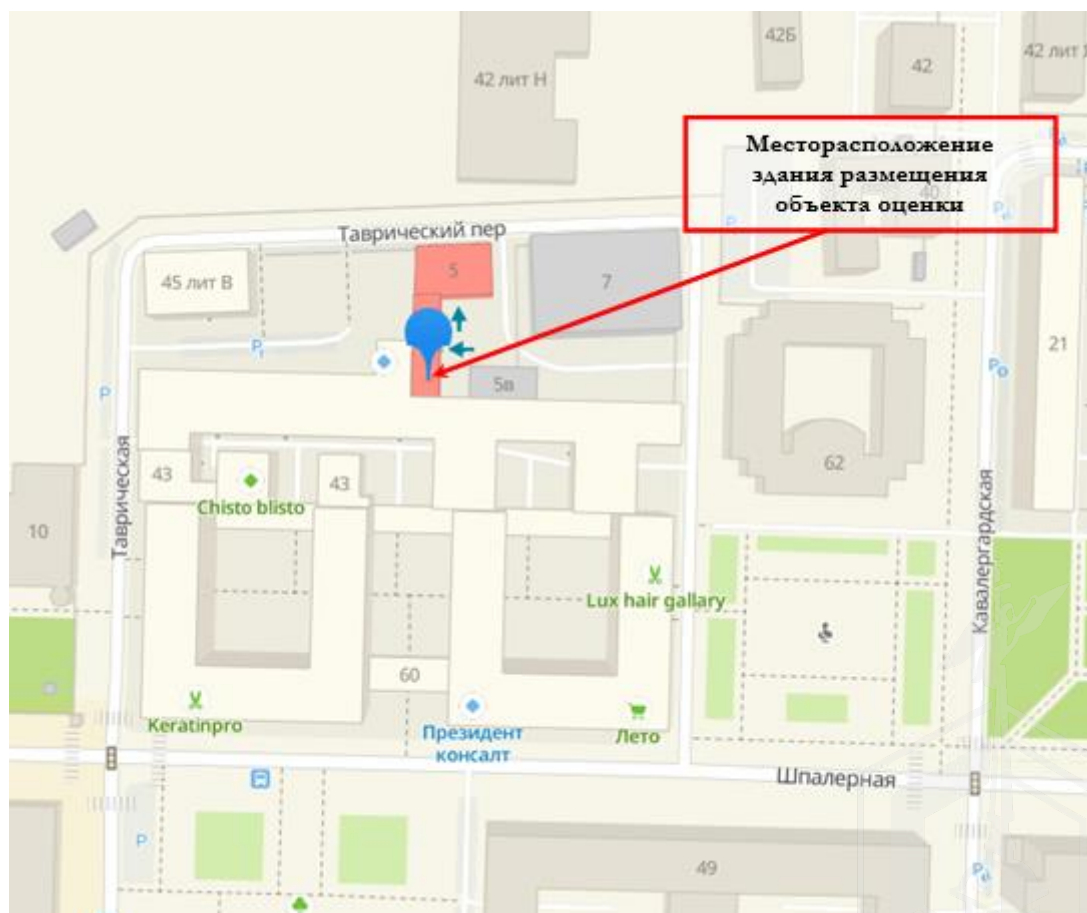 42Б
42 лит Н
42
42 лит
Месторасположение
здания размещения
объекта оценки
40
P
Таврический пер
5
7
45 лит В
21
P
5в
P
Таврическая
43
43
62
Chisto blisto
10
Кавалергардская
Lux hair gallary
60
Keratinpro
Президент
консалт
Лето
Шпалерная
P
49